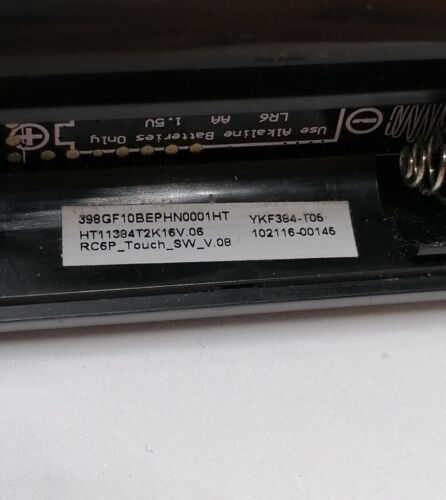 Use Alkaline Batteries Only
LR6 AA 1.5V
398GF10BEPHN0001HT YKF384-T05
HT11384T2K16V.06 102116-00145
RC6P_Touch_SW_V.08